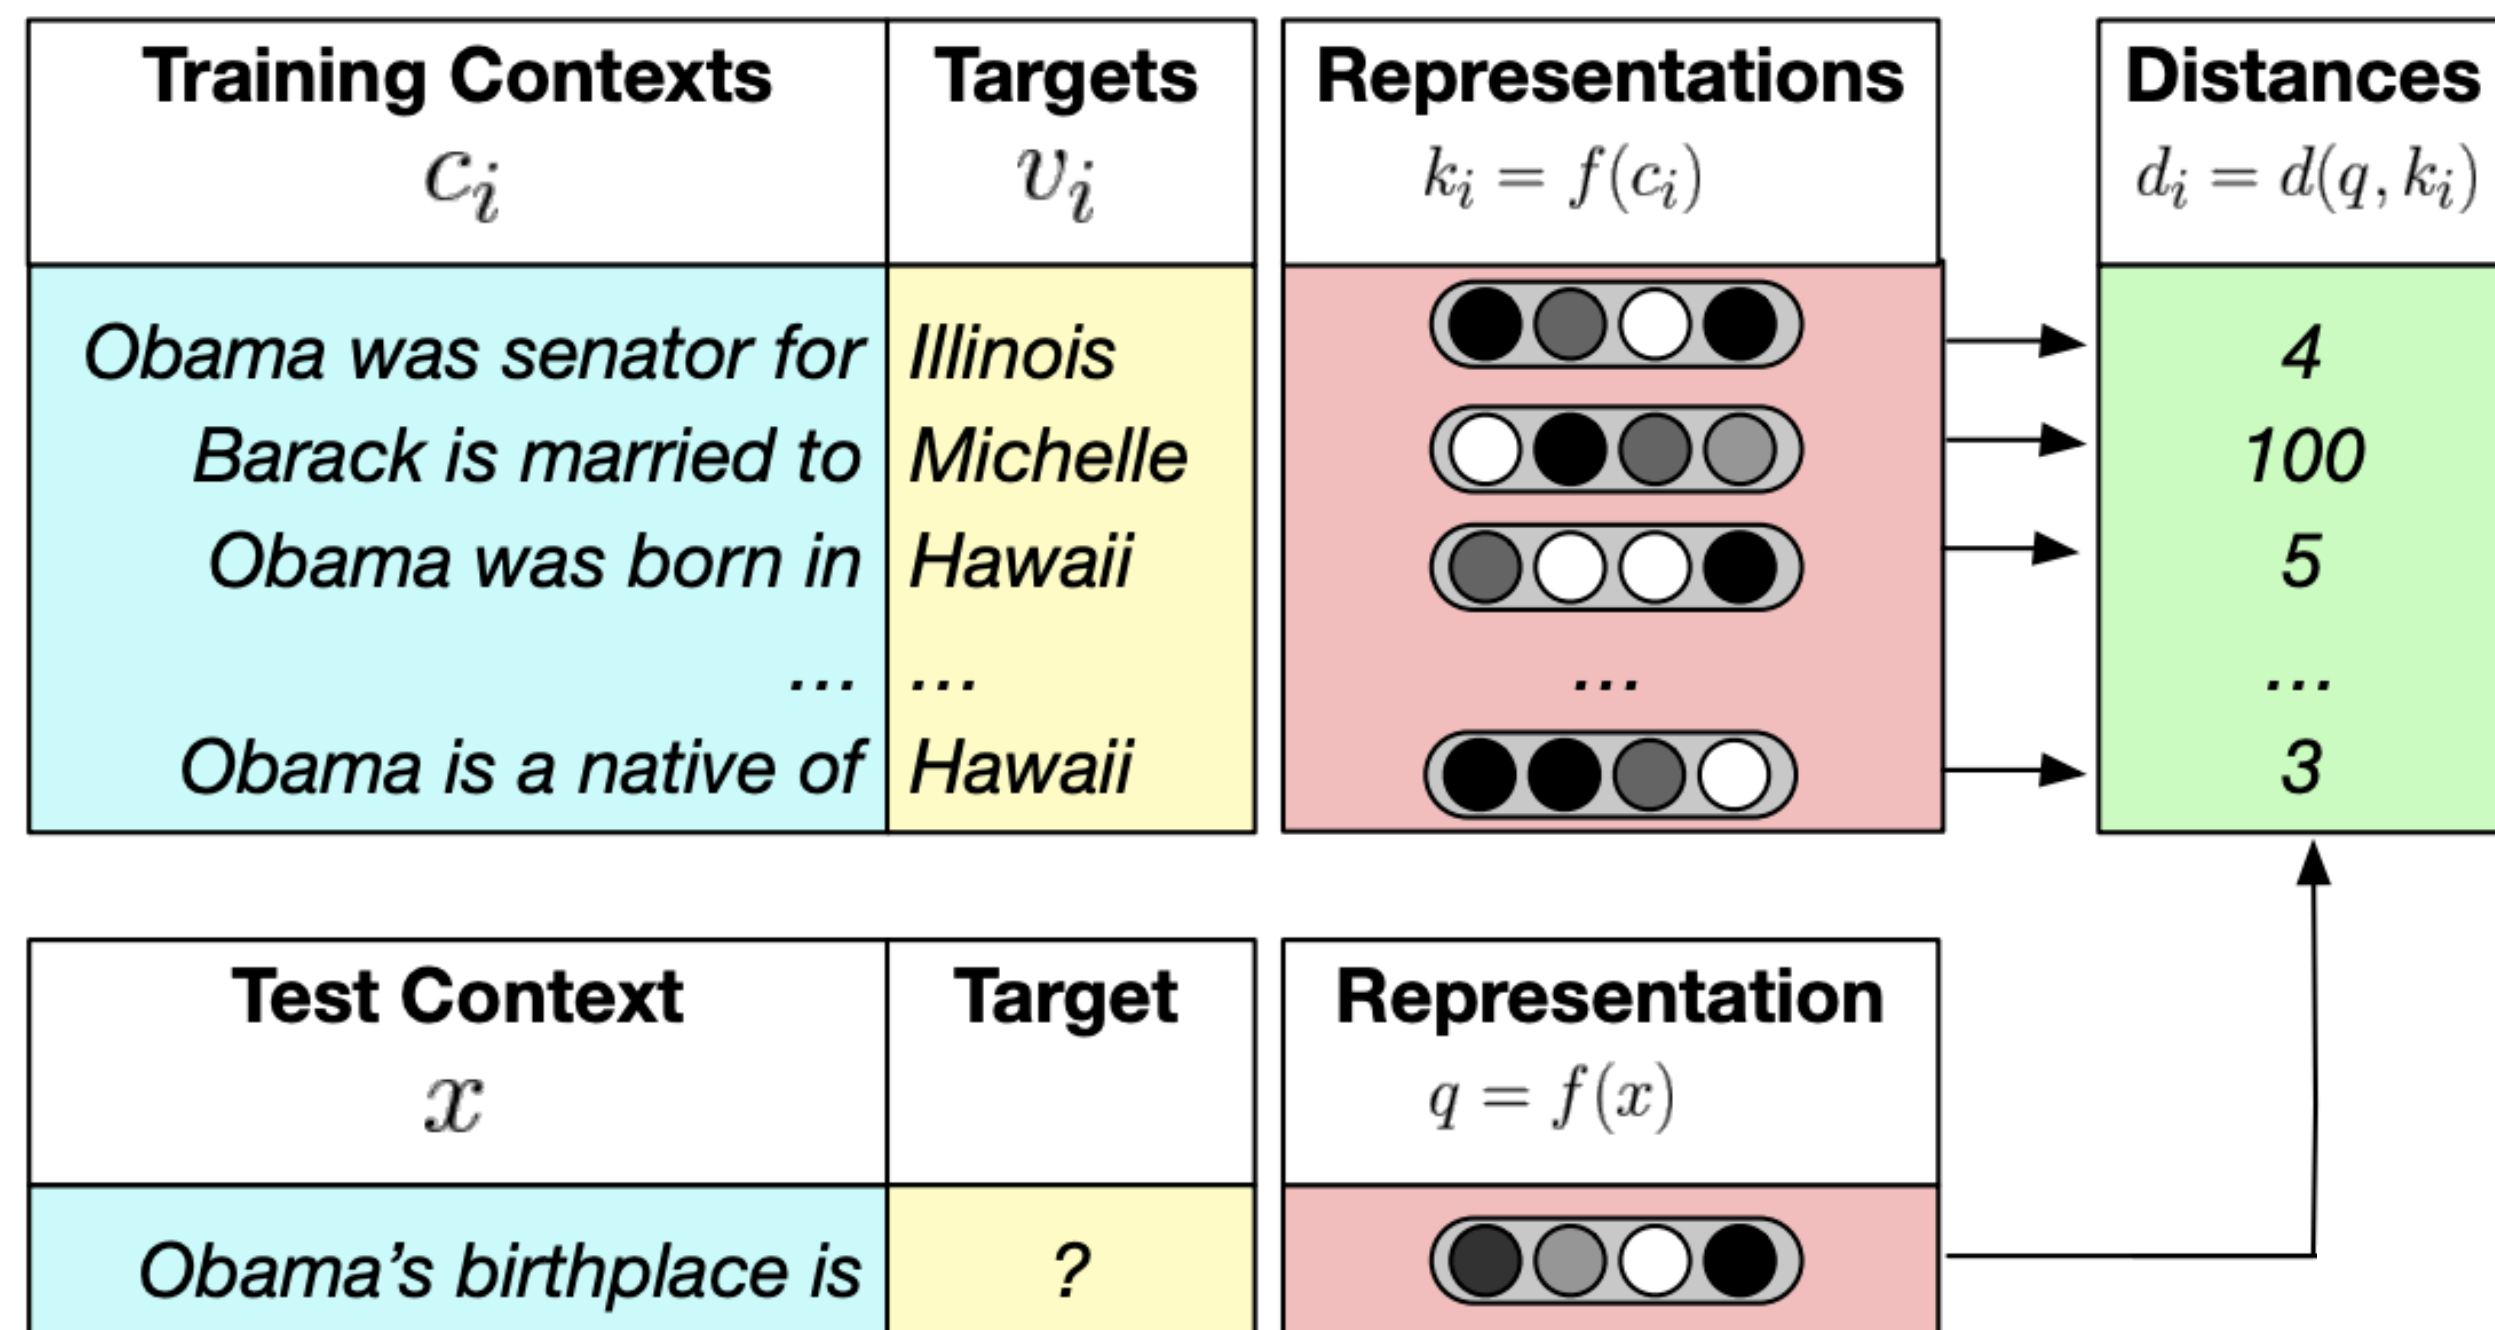 Training Contexts Targets Representations Distances
c_i v_i k_i = f(c_i) d_i = d(q, k_i)
Obama was senator for Illinois 4
Barack is married to Michelle 100
Obama was born in Hawaii 5
... ... ... ...
Obama is a native of Hawaii 3
Test Context Target Representation
x q = f(x)
Obama's birthplace is ?